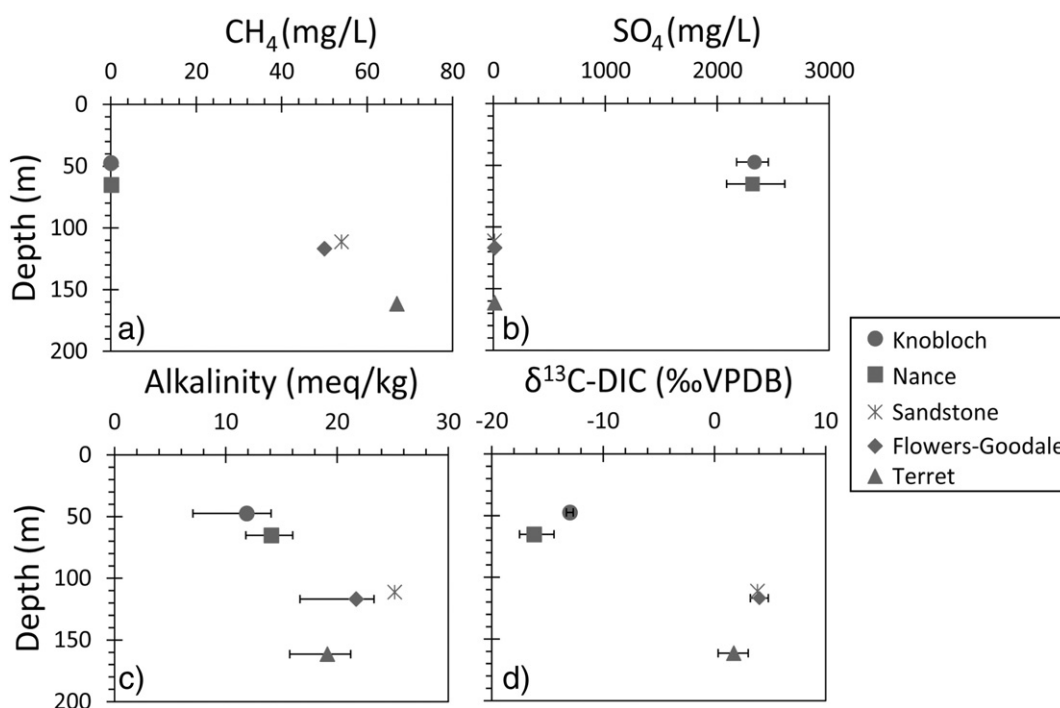 CH₄(mg/L)
0 20 40 60 80
0
50
100
150
200
Depth (m)
a)
SO₄(mg/L)
0 1000 2000 3000
b)
Alkalinity (meq/kg)
0 10 20 30
0
50
100
150
200
Depth (m)
c)
δ¹³C-DIC (‰VPDB)
-20 -10 0 10
d)
Knobloch
Nance
Sandstone
Flowers-Goodale
Terret